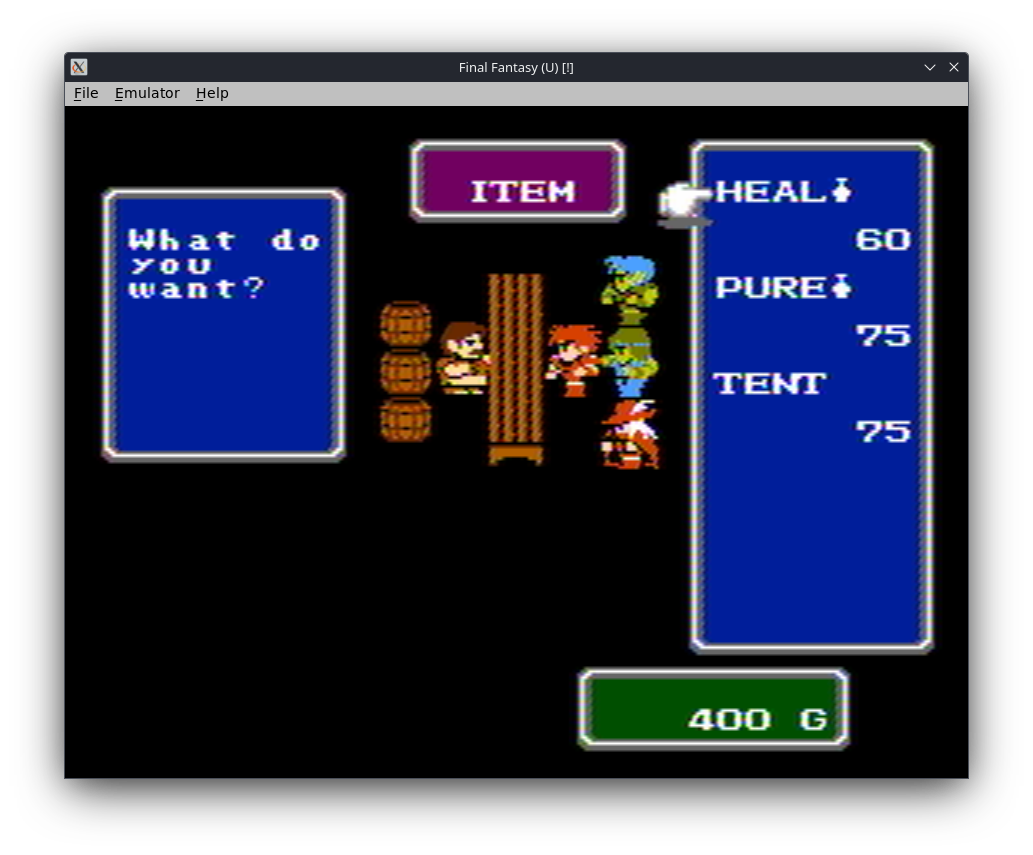 Final Fantasy (U) [!]
File Emulator Help
ITEM
What do
you
want?
HEAL
60
PURE
75
TENT
75
400 G